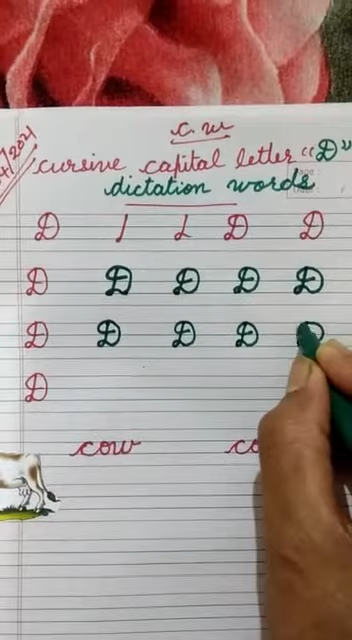 c.w
cursive capital letter "D"
dictation words
D D D
D D D D D
D D D D D
D
cow